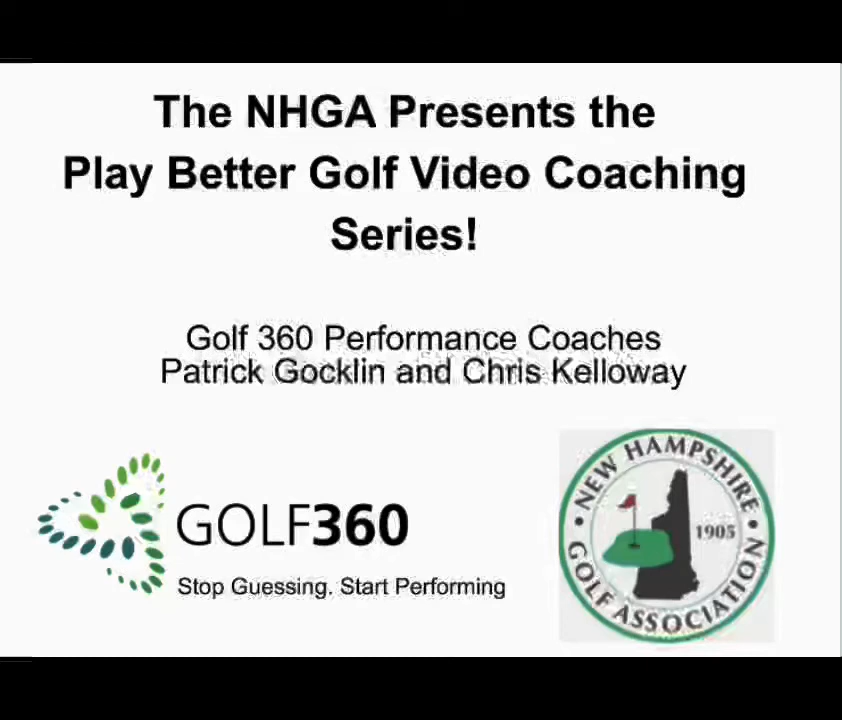 The NHGA Presents the
Play Better Golf Video Coaching
Series!
Golf 360 Performance Coaches
Patrick Gocklin and Chris Kelloway
GOLF360
Stop Guessing. Start Performing
NEW HAMPSHIRE
1905
GOLF ASSOCIATION